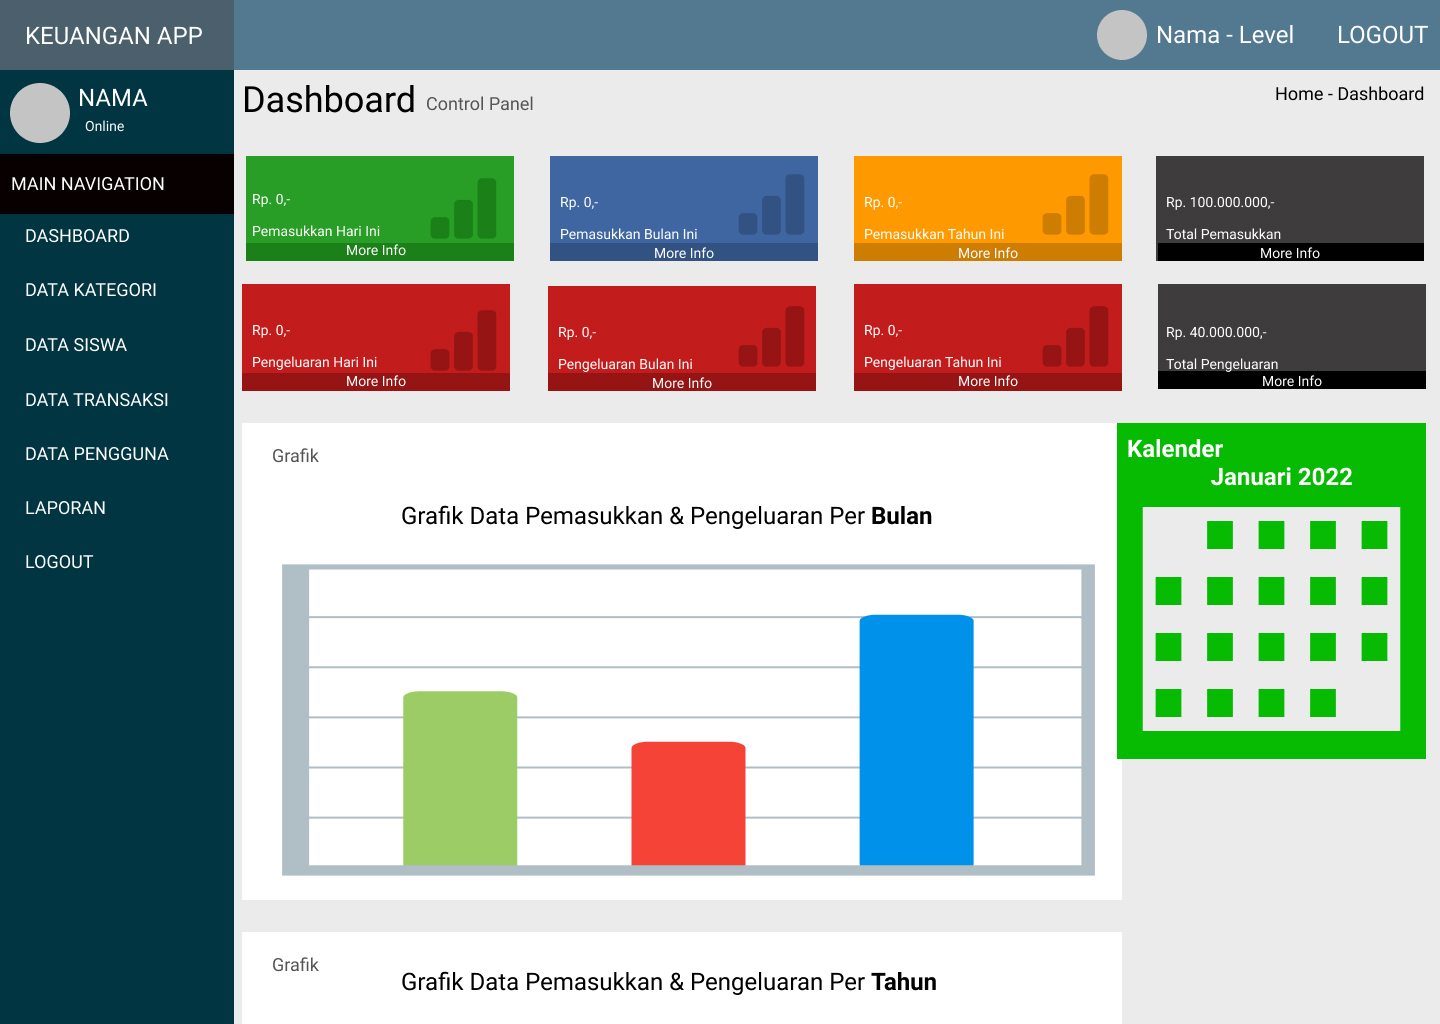 KEUANGAN APP
Nama - Level
LOGOUT
NAMA
Online
MAIN NAVIGATION
DASHBOARD
DATA KATEGORI
DATA SISWA
DATA TRANSAKSI
DATA PENGGUNA
LAPORAN
LOGOUT
Dashboard Control Panel
Home - Dashboard
Rp. 0,-
Pemasukkan Hari Ini
More Info
Rp. 0,-
Pemasukkan Bulan Ini
More Info
Rp. 0,-
Pemasukkan Tahun Ini
More Info
Rp. 100.000.000,-
Total Pemasukkan
More Info
Rp. 0,-
Pengeluaran Hari Ini
More Info
Rp. 0,-
Pengeluaran Bulan Ini
More Info
Rp. 0,-
Pengeluaran Tahun Ini
More Info
Rp. 40.000.000,-
Total Pengeluaran
More Info
Grafik
Grafik Data Pemasukkan & Pengeluaran Per Bulan
Kalender
Januari 2022
Grafik
Grafik Data Pemasukkan & Pengeluaran Per Tahun